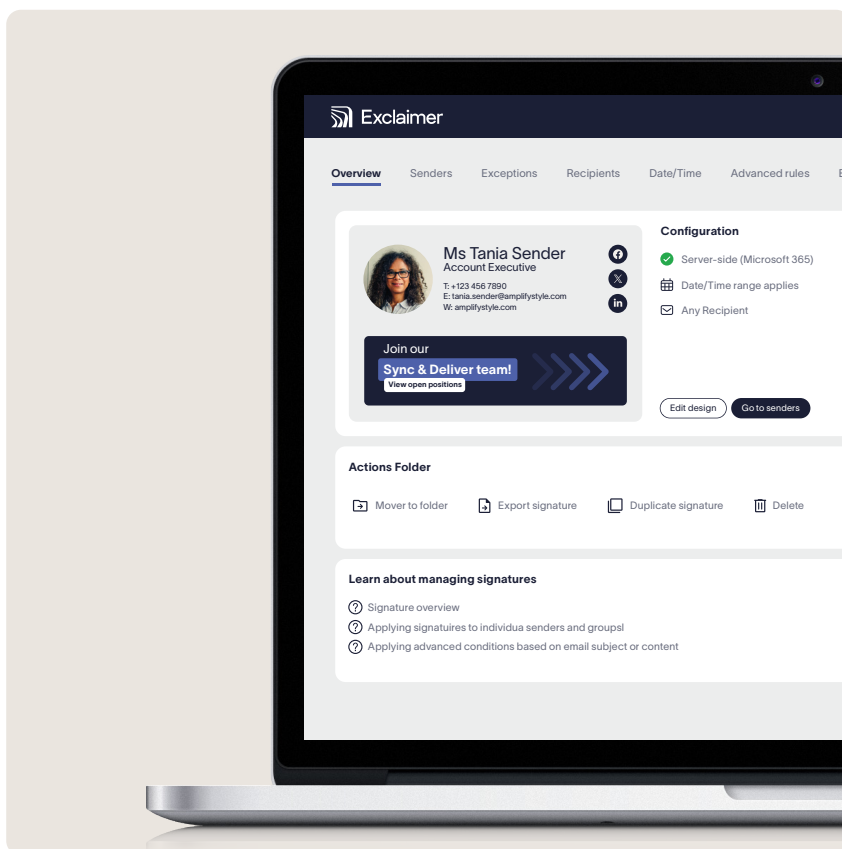 Exclaimer
Overview Senders Exceptions Recipients Date/Time Advanced rules
Ms Tania Sender
Account Executive
T: +123 456 7890
E: tania.sender@amplifystyle.com
W: amplifystyle.com
in
Join our
Sync & Deliver team!
View open positions
Configuration
Server-side (Microsoft 365)
Date/Time range applies
Any Recipient
Edit design Go to senders
Actions Folder
Mover to folder Export signature Duplicate signature Delete
Learn about managing signatures
Signature overview
Applying signatuires to individua senders and groupsl
Applying advanced conditions based on email subject or content